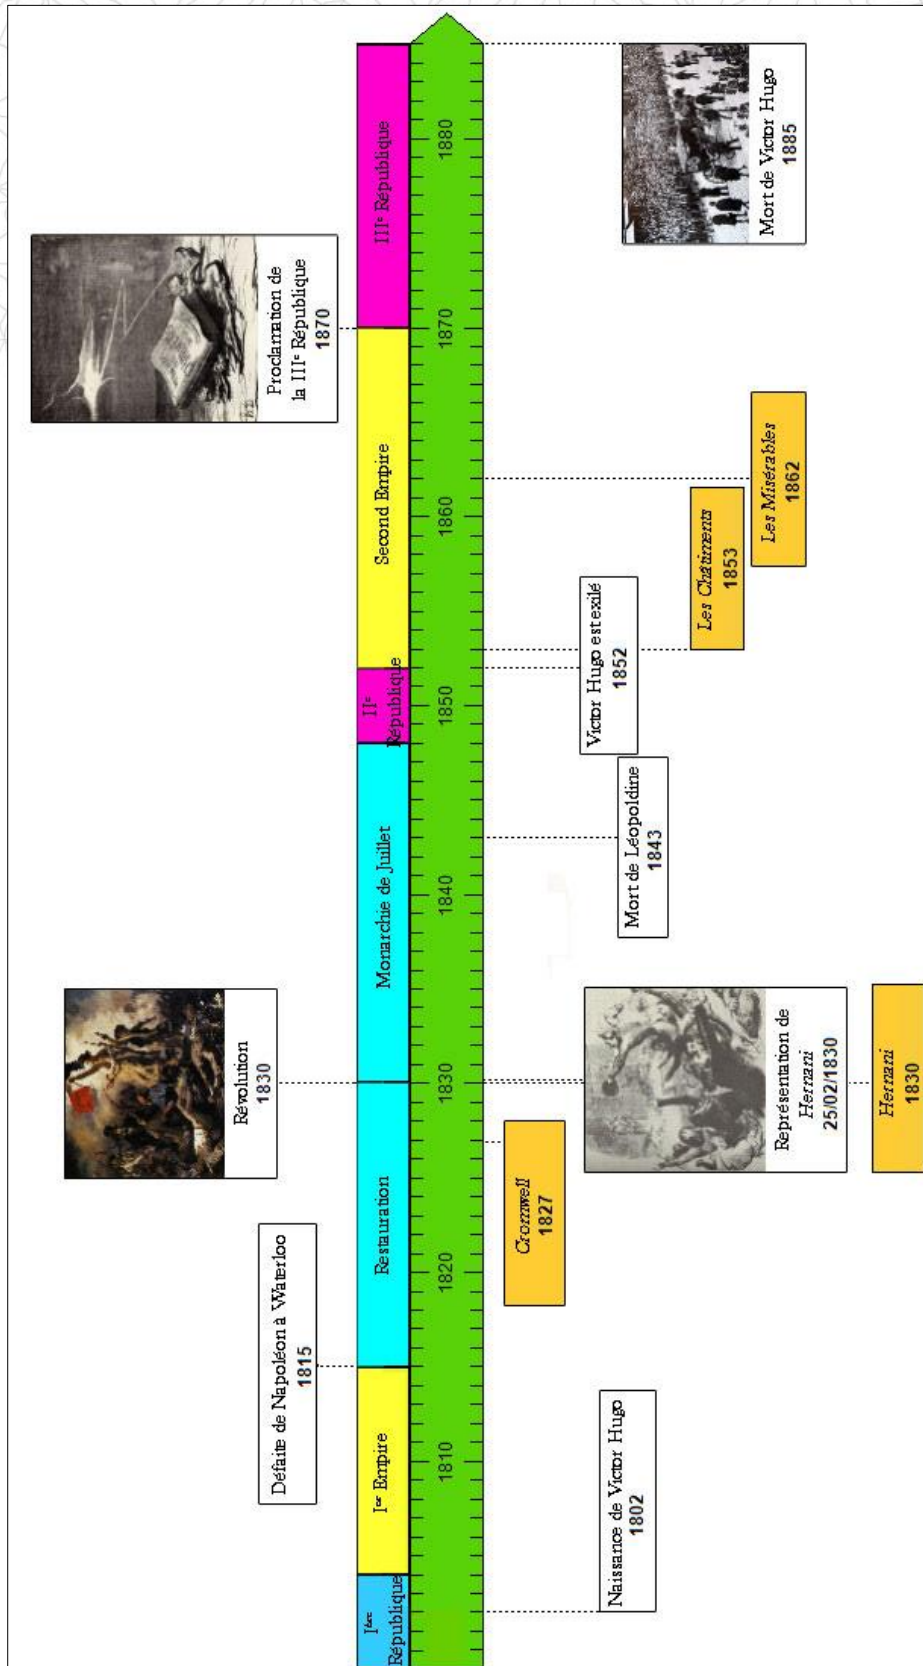 Proclamation de
la IIIe République
1870
Révolution
1830
Défaite de Napoléon à Waterloo
1815
Ière
République
Ier Empire
Restauration
Monarchie de Juillet
IIe
République
Second Empire
IIIe République
1810
1820
1830
1840
1850
1860
1870
1880
Naissance de Victor Hugo
1802
Cromwell
1827
Représentation de
Hernani
25/02/1830
Hernani
1830
Mort de Léopoldine
1843
Victor Hugo est exilé
1852
Les Châtiments
1853
Les Misérables
1862
Mort de Victor Hugo
1885